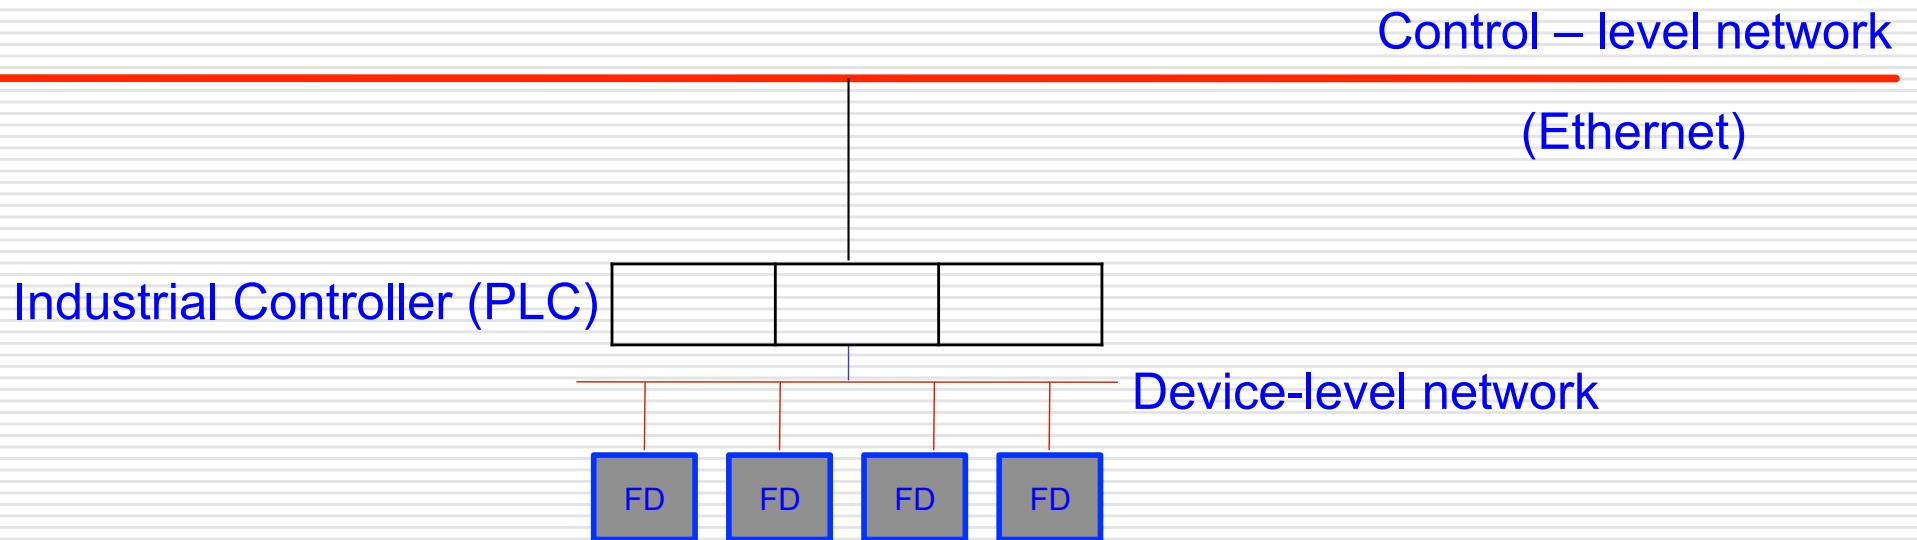 Control – level network
(Ethernet)
Industrial Controller (PLC)
Device-level network
FD FD FD FD